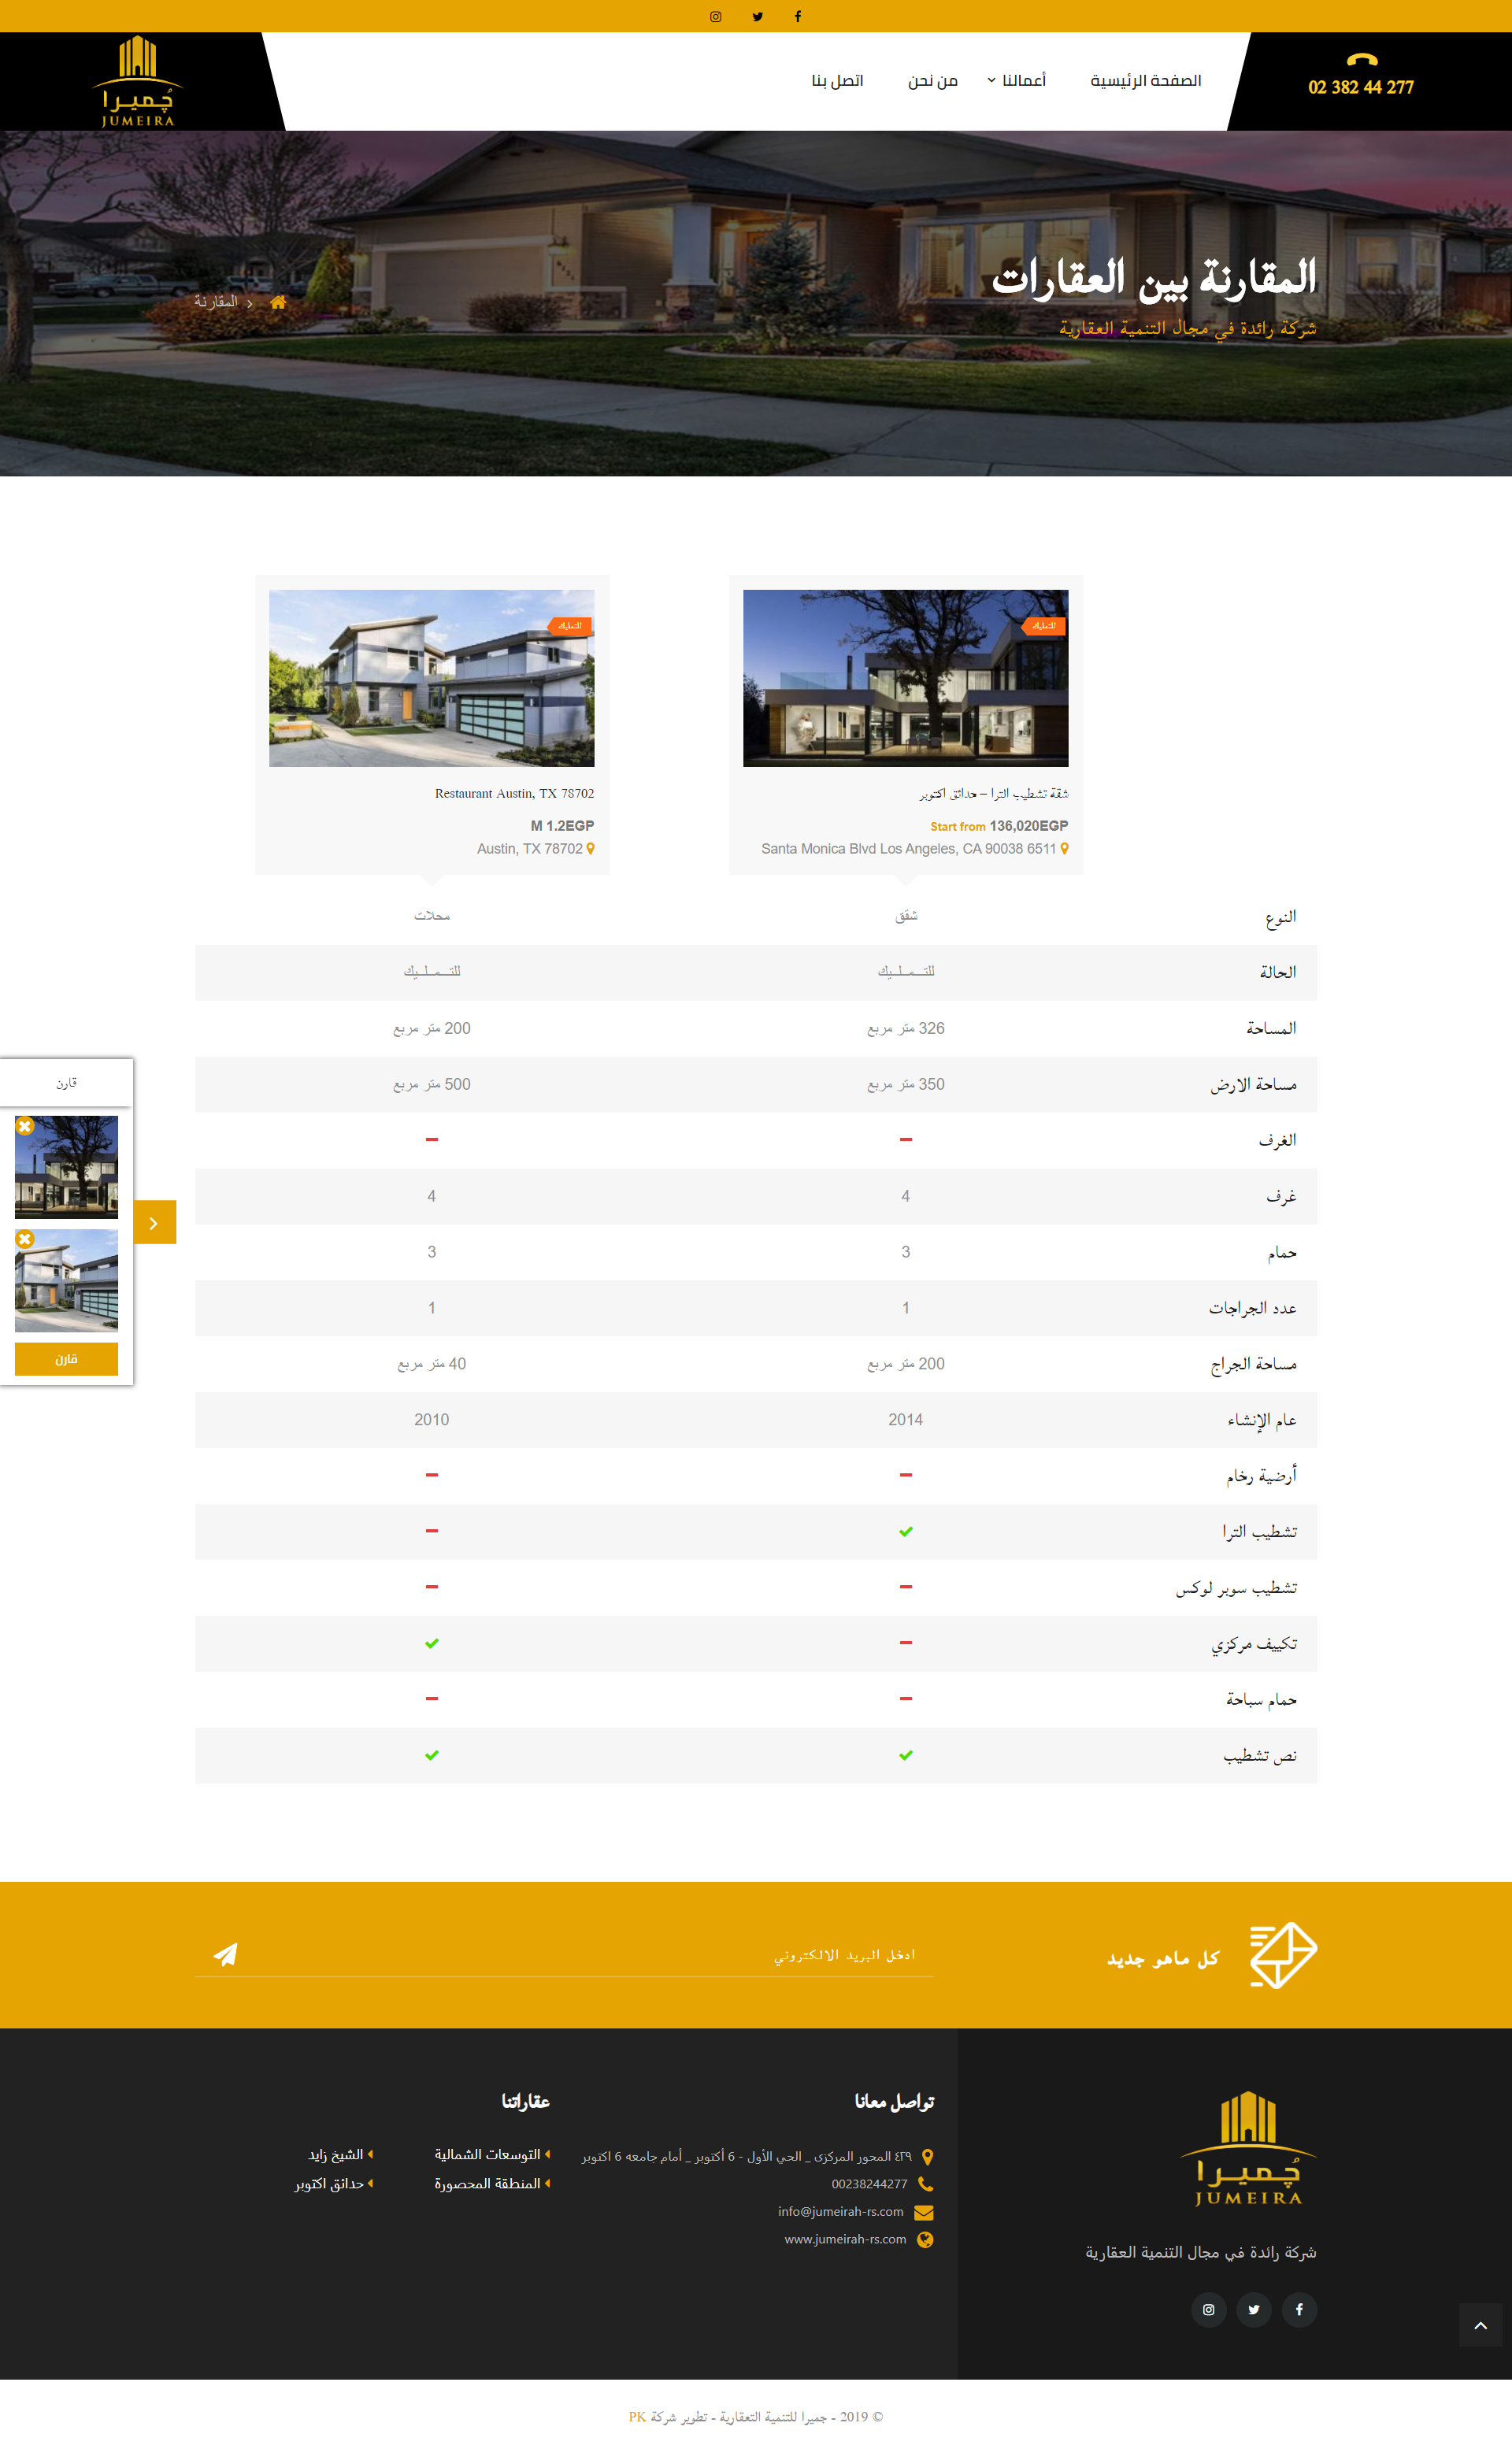 02 382 44 277
الصفحة الرئيسية
أعمالنا
من نحن
اتصل بنا
جميرا
JUMEIRA
المقارنة بين العقارات
شركة رائدة في مجال التنمية العقارية
المقارنة
للتمليك
شقة تشطيب الترا – حدائق اكتوبر
Start from 136,020EGP
Santa Monica Blvd Los Angeles, CA 90038 6511
للتمليك
Restaurant Austin, TX 78702
M 1.2EGP
Austin, TX 78702
النوع شقق محلات
الحالة للتـــمـــلــيك للتـــمـــلــيك
المساحة 326 متر مربع 200 متر مربع
مساحة الارض 350 متر مربع 500 متر مربع
الغرف
غرف 4 4
حمام 3 3
عدد الجراجات 1 1
مساحة الجراج 200 متر مربع 40 متر مربع
عام الإنشاء 2014 2010
أرضية رخام
تشطيب الترا
تشطيب سوبر لوكس
تكييف مركزي
حمام سباحة
نص تشطيب
قارن
قارن
كل ماهو جديد
ادخل البريد الالكتروني
جميرا
JUMEIRA
شركة رائدة في مجال التنمية العقارية
تواصل معانا
٤٢٩ المحور المركزى _ الحي الأول - 6 أكتوبر _ أمام جامعه 6 اكتوبر
00238244277
info@jumeirah-rs.com
www.jumeirah-rs.com
عقاراتنا
التوسعات الشمالية
الشيخ زايد
المنطقة المحصورة
حدائق اكتوبر
© 2019 - جميرا للتنمية التعقارية - تطوير شركة PK